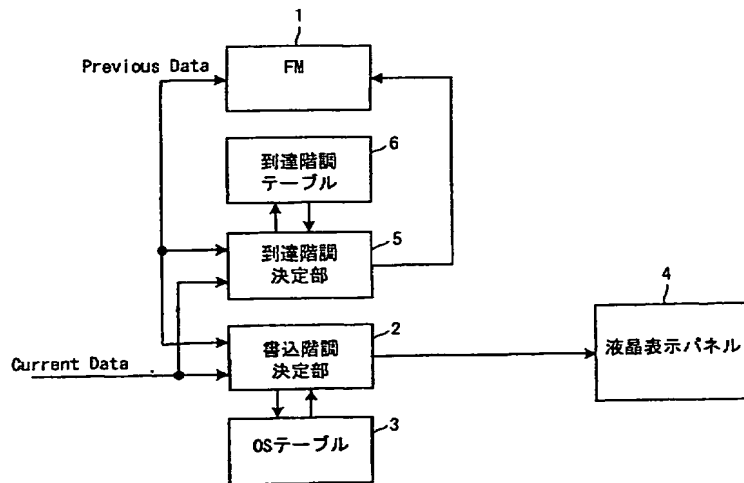 1
FM
Previous Data
6
到達階調
テーブル
5
到達階調
決定部
4
液晶表示パネル
2
書込階調
決定部
Current Data
3
OSテーブル